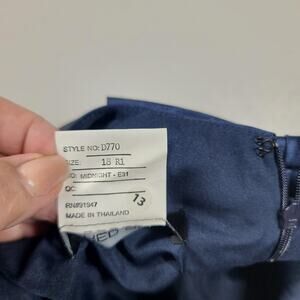 STYLE NO: D770
SIZE: 18 R1
MIDNIGHT - E31
QC:
RN#91947
13
MADE IN THAILAND